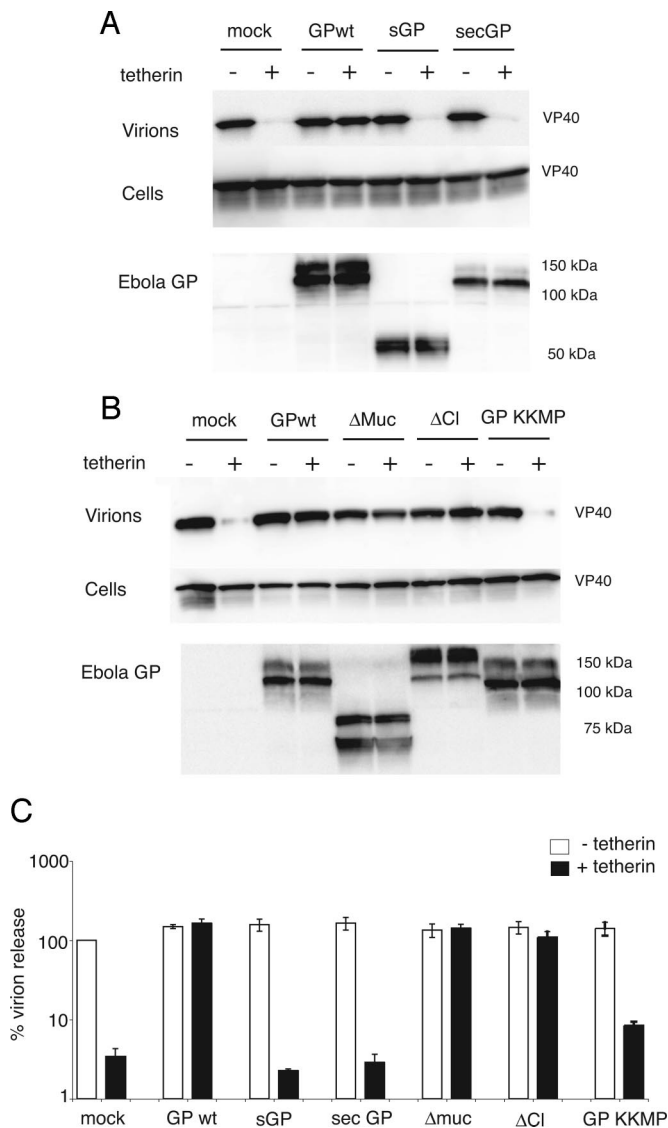 A
mock GPwt sGP secGP
tetherin - + - + - + - +
Virions VP40
Cells VP40
Ebola GP 150 kDa
100 kDa
50 kDa
B
mock GPwt ΔMuc ΔCl GP KKMP
tetherin - + - + - + - + - +
Virions VP40
Cells VP40
Ebola GP 150 kDa
100 kDa
75 kDa
C
- tetherin
+ tetherin
% virion release
1000
100
10
1
mock GP wt sGP sec GP Δmuc ΔCl GP KKMP